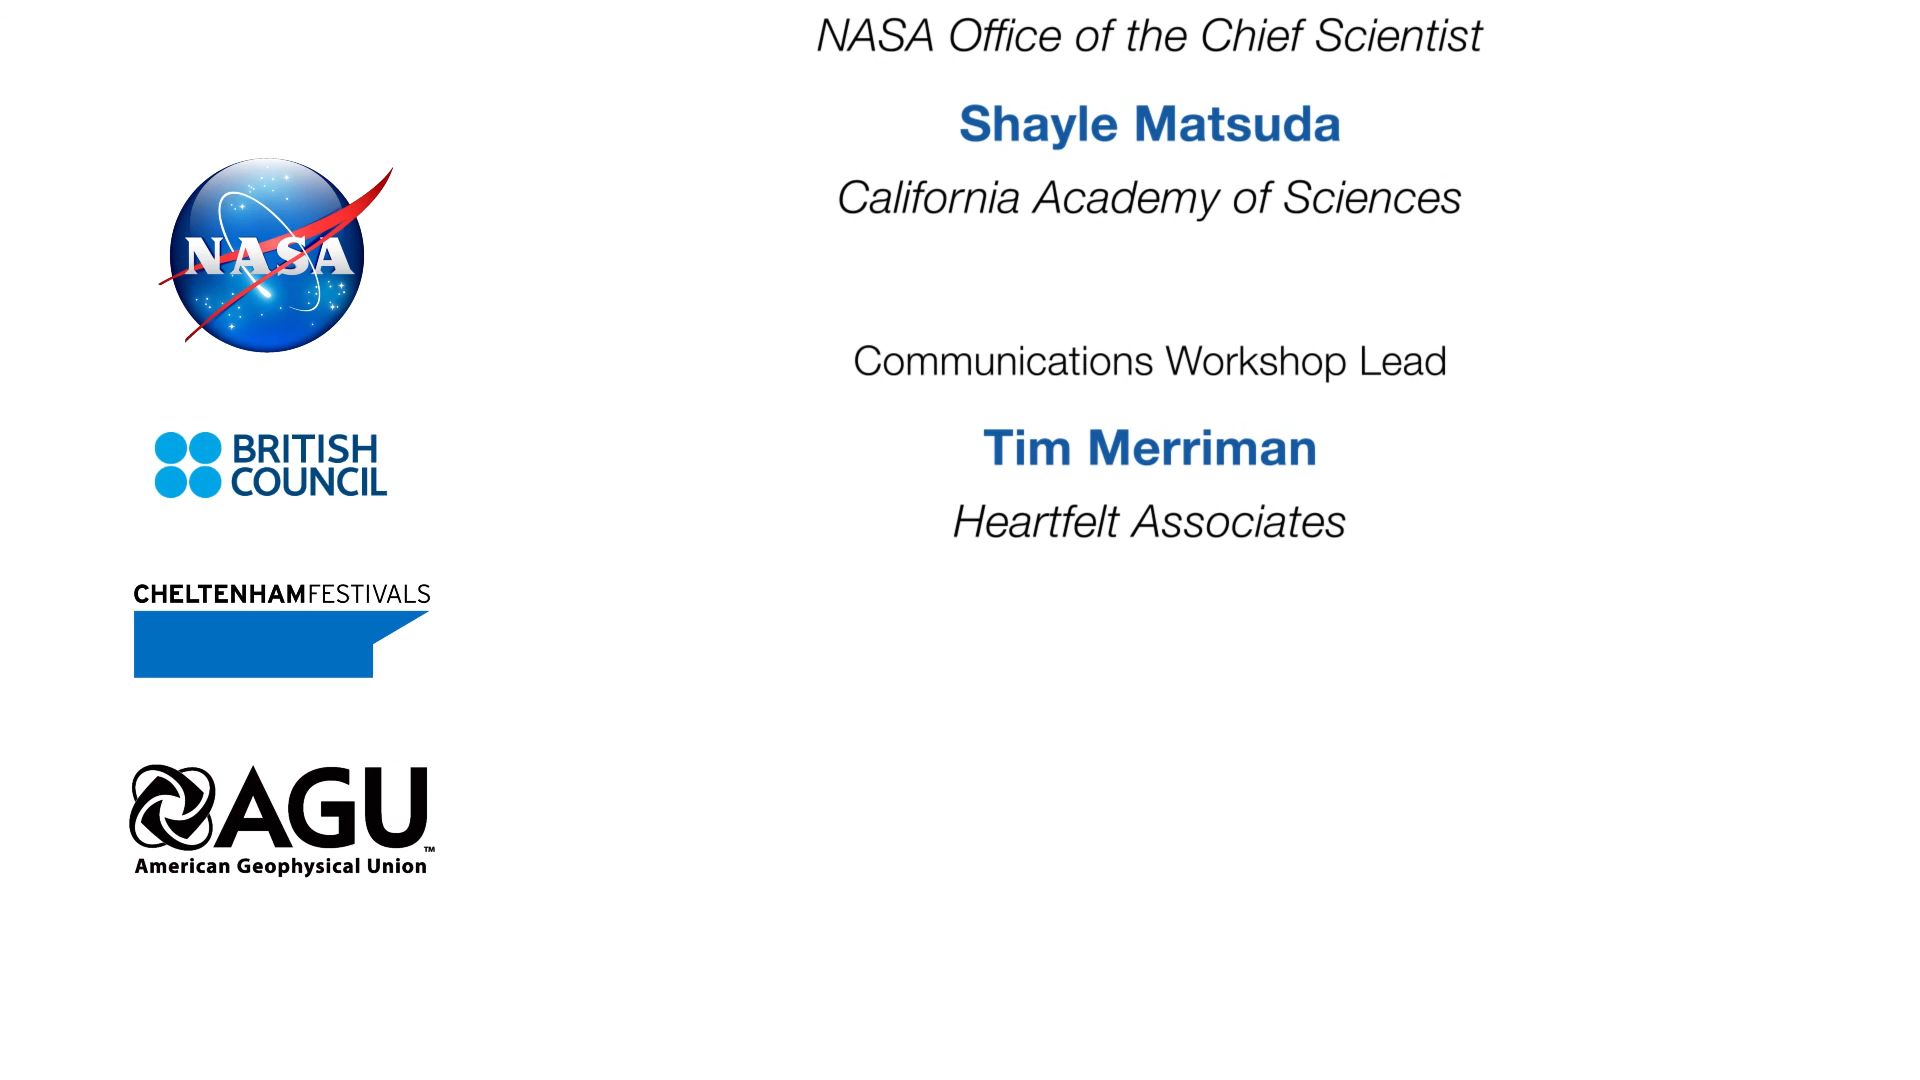 NASA Office of the Chief Scientist
Shayle Matsuda
California Academy of Sciences
Communications Workshop Lead
Tim Merriman
Heartfelt Associates
NASA
BRITISH
COUNCIL
CHELTENHAMFESTIVALS
AGU™
American Geophysical Union